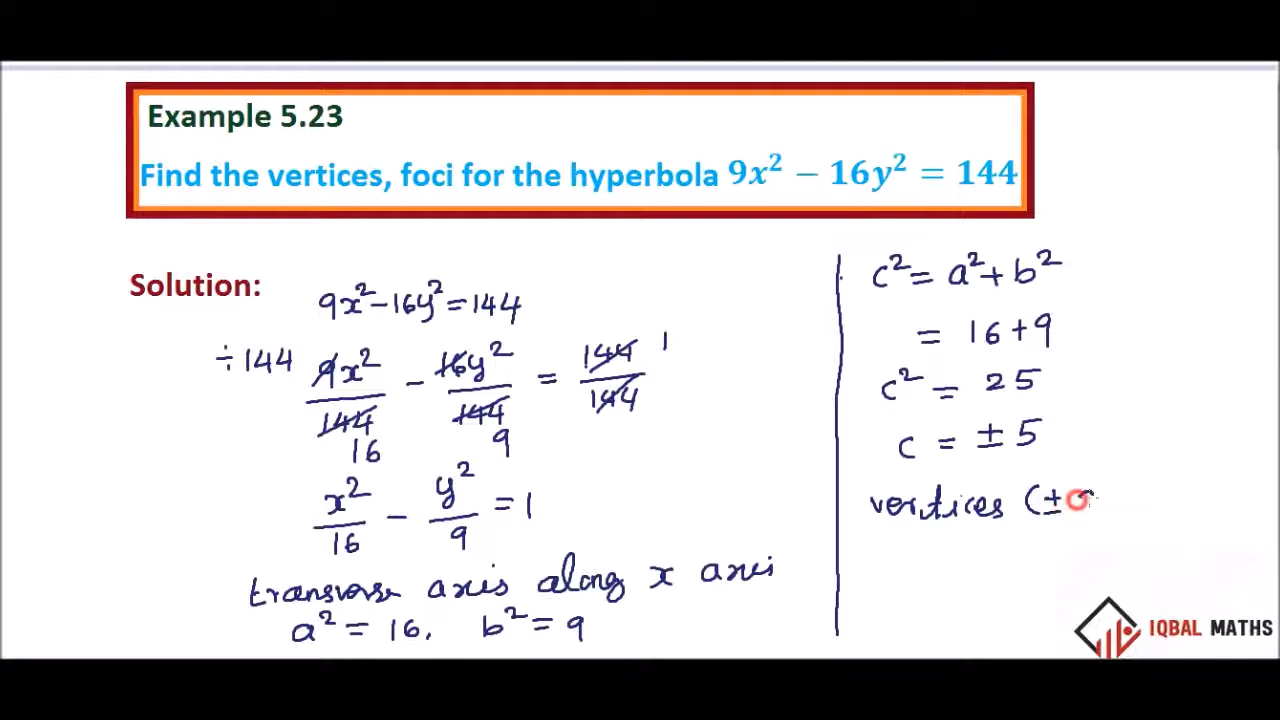 Example 5.23
Find the vertices, foci for the hyperbola 9x² − 16y² = 144
Solution:
9x² − 16y² = 144
÷144 9x²/144 − 16y²/144 = 144/144 1
16 9
x²/16 − y²/9 = 1
transverse axis along x axis
a² = 16, b² = 9
c² = a² + b²
= 16 + 9
c² = 25
c = ± 5
vertices (±
IQBAL MATHS